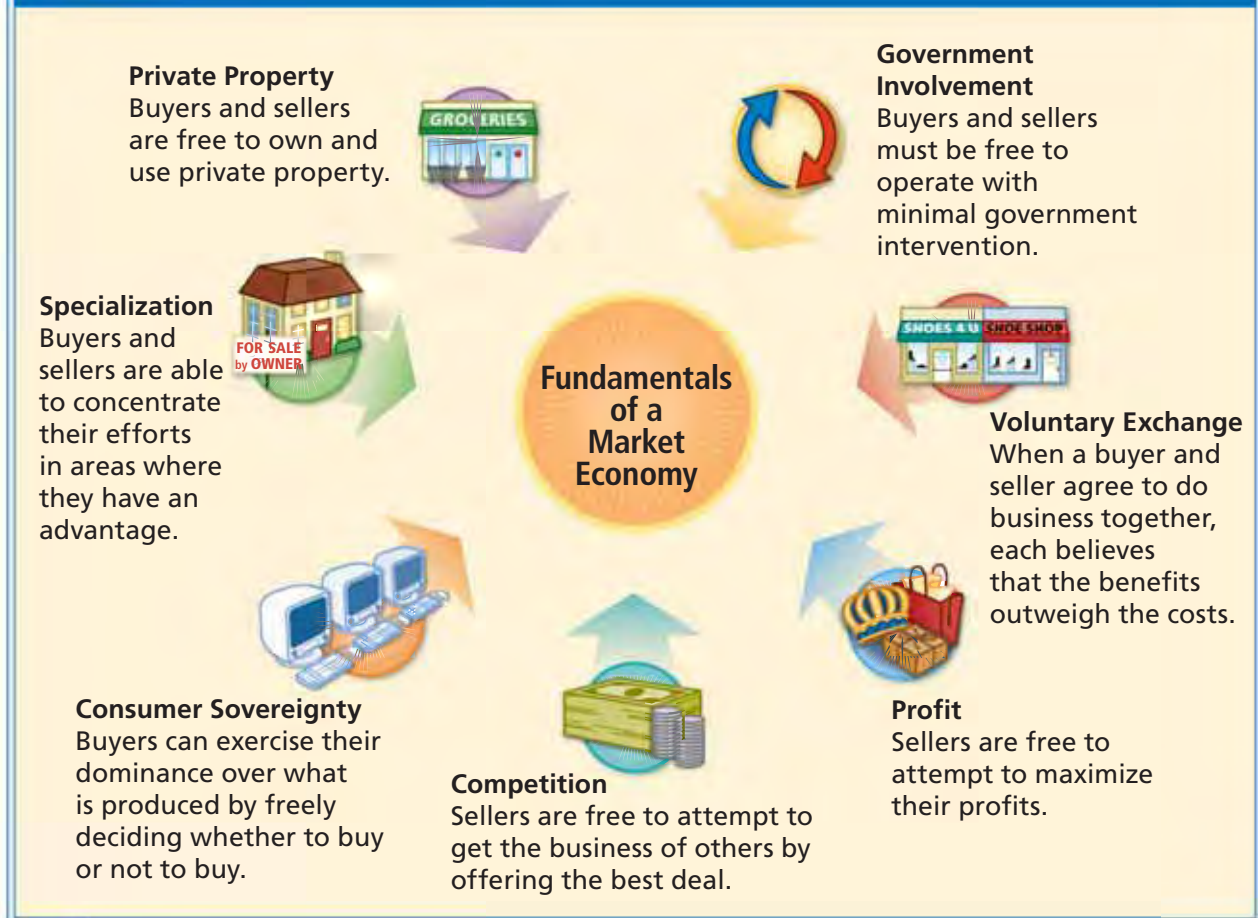 Private Property
Buyers and sellers
are free to own and
use private property.
GROCERIES
Government
Involvement
Buyers and sellers
must be free to
operate with
minimal government
intervention.
Specialization
Buyers and
sellers are able
to concentrate
their efforts
in areas where
they have an
advantage.
FOR SALE
by OWNER
Fundamentals
of a
Market
Economy
SHOES 4 U SHOE SHOP
Voluntary Exchange
When a buyer and
seller agree to do
business together,
each believes
that the benefits
outweigh the costs.
Consumer Sovereignty
Buyers can exercise their
dominance over what
is produced by freely
deciding whether to buy
or not to buy.
Competition
Sellers are free to attempt to
get the business of others by
offering the best deal.
Profit
Sellers are free to
attempt to maximize
their profits.